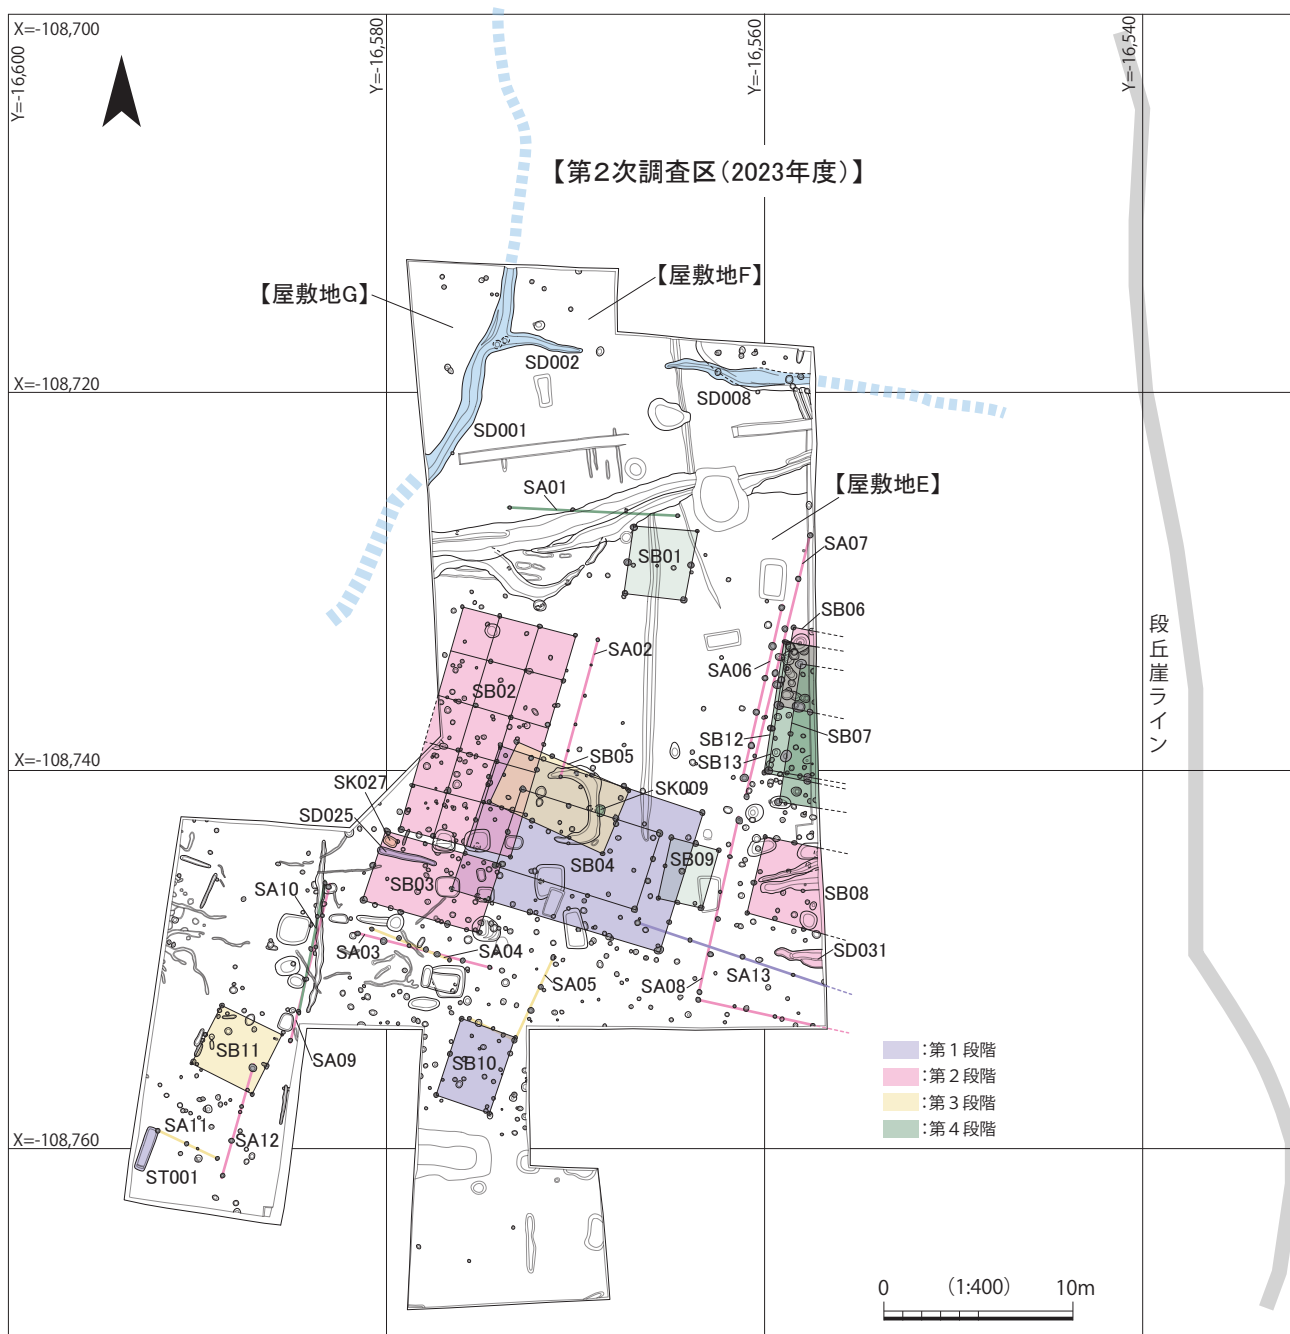 X=-108,700
Y=-16,600
Y=-16,580
Y=-16,560
Y=-16,540
【第2次調査区(2023年度)】
【屋敷地G】
【屋敷地F】
SD002
X=-108,720
SD008
SD001
SA01
【屋敷地E】
SA07
SB01
SB06
段丘崖ライン
SA02
SA06
SB02
SB12
SB07
SB05
SB13
X=-108,740
SK027
SK009
SD025
SB04
SB09
SA10
SB03
SB08
SA03
SA04
SD031
SA05
SA08
SA13
SB11
SA09
SB10
:第1段階
:第2段階
:第3段階
:第4段階
SA11
SA12
X=-108,760
ST001
0 (1:400) 10m